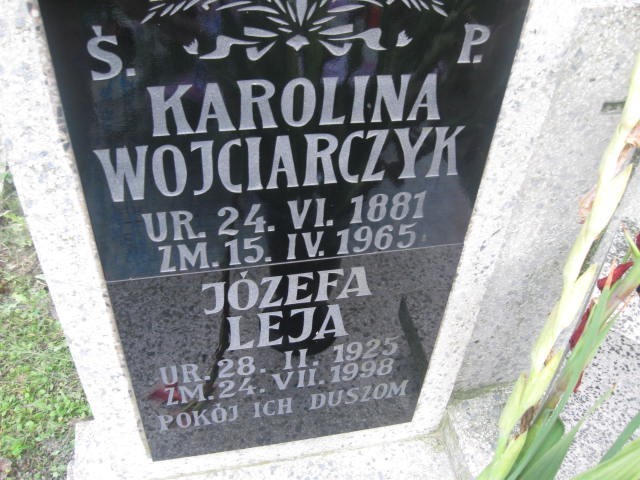 Ś. P.
KAROLINA
WOJCIARCZYK
UR. 24. VI. 1881
ZM. 15. IV. 1965
JÓZEFA
LEJA
UR. 28. II. 1925
ZM. 24. VII. 1998
POKÓJ ICH DUSZOM